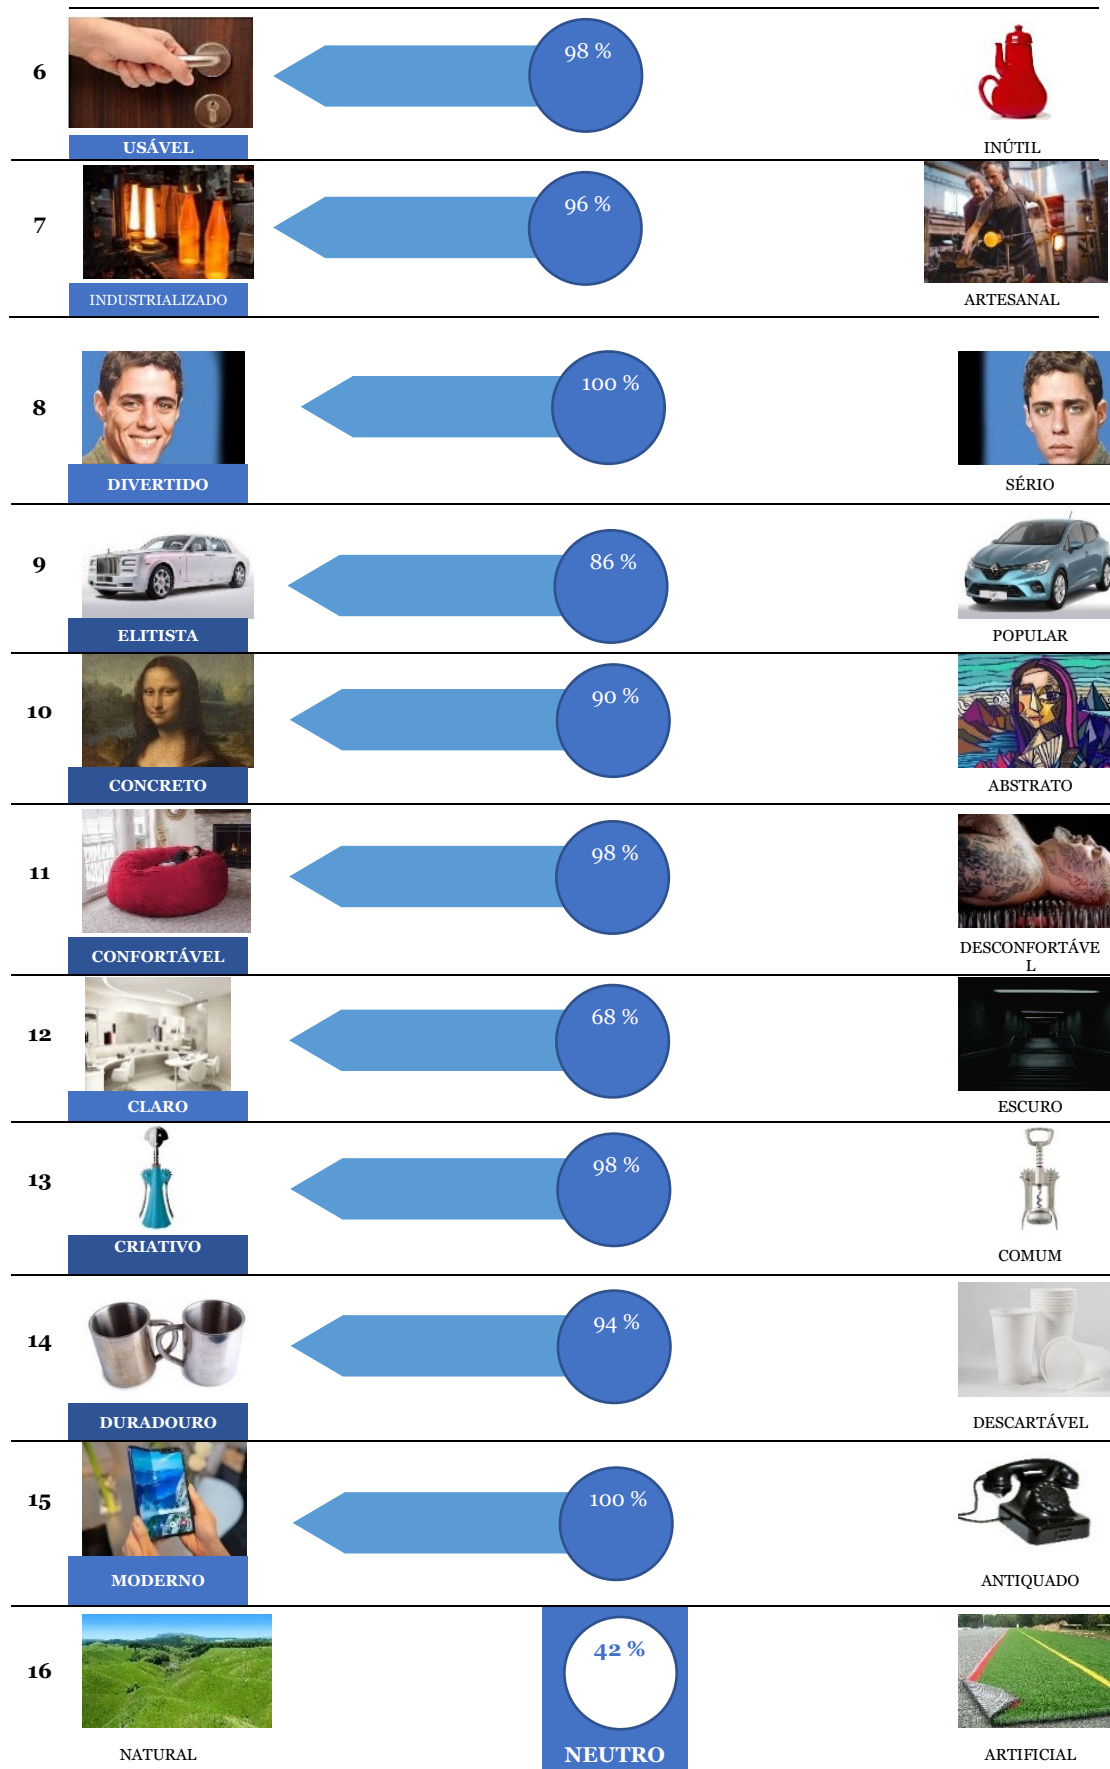 6
98 %
USÁVEL
INÚTIL
7
96 %
INDUSTRIALIZADO
ARTESANAL
8
100 %
DIVERTIDO
SÉRIO
9
86 %
ELITISTA
POPULAR
10
90 %
CONCRETO
ABSTRATO
11
98 %
CONFORTÁVEL
DESCONFORTÁVE
L
12
68 %
CLARO
ESCURO
13
98 %
CRIATIVO
COMUM
14
94 %
DURADOURO
DESCARTÁVEL
15
100 %
MODERNO
ANTIQUADO
16
42 %
NATURAL
NEUTRO
ARTIFICIAL